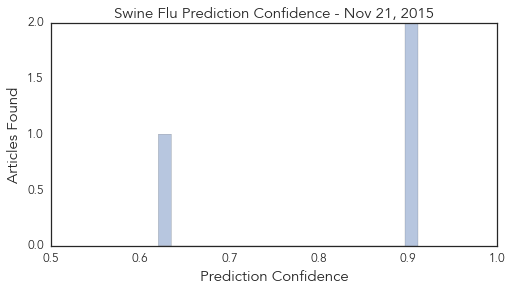 Swine Flu Prediction Confidence - Nov 21, 2015
2.0
1.5
1.0
0.5
0.0
Articles Found
0.5 0.6 0.7 0.8 0.9 1.0
Prediction Confidence